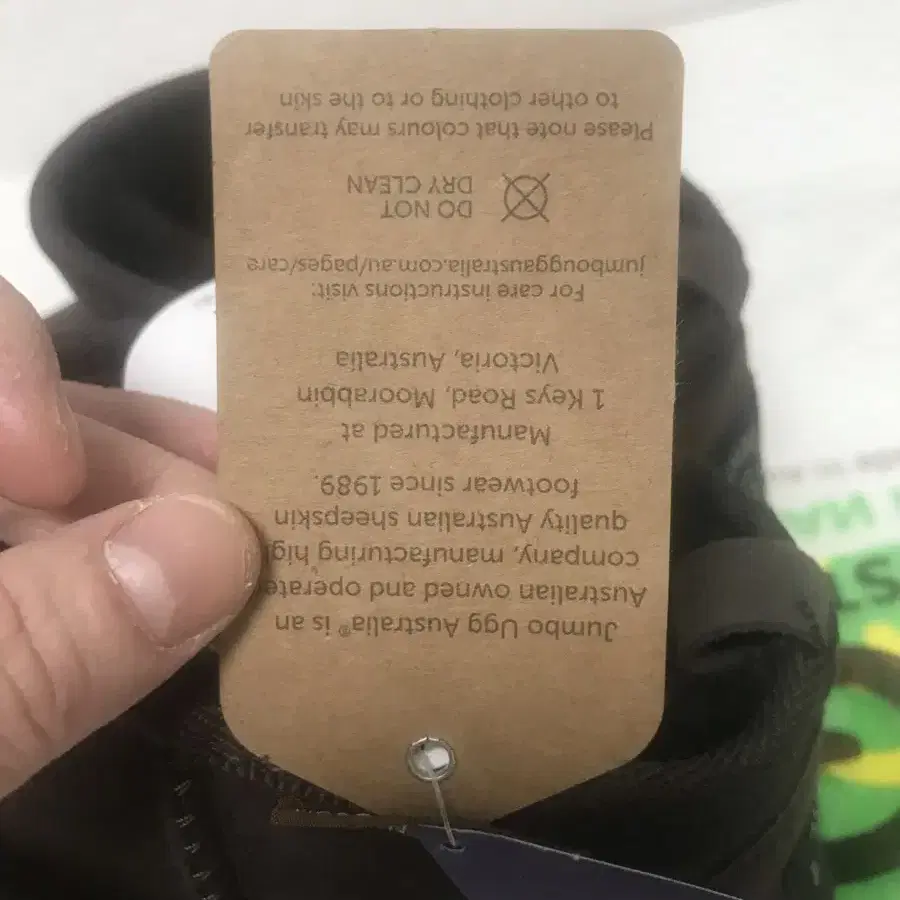 Jumbo Ugg Australia® is an
Australian owned and operate
company, manufacturing hig
quality Australian sheepskin
footwear since 1989.
Manufactured at
1 Keys Road, Moorabbin
Victoria, Australia
For care instructions visit:
jumbouggaustralia.com.au/pages/care
DO NOT
DRY CLEAN
Please note that colours may transfer
to other clothing or to the skin